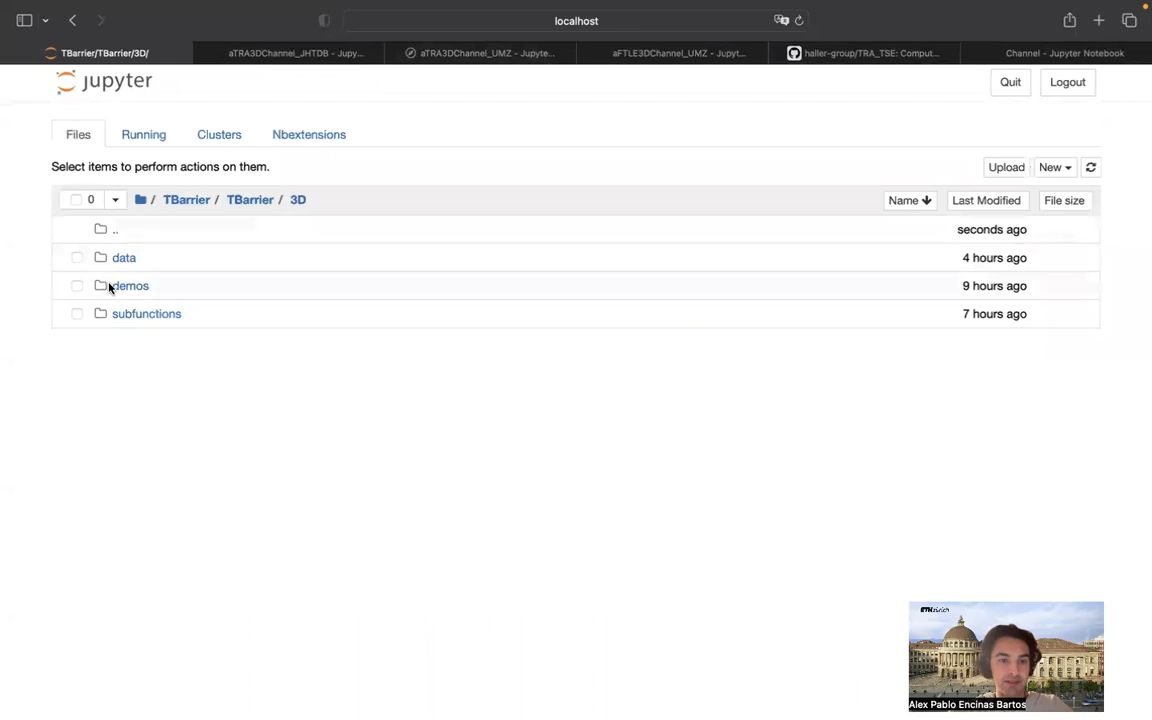 localhost
TBarrier/TBarrier/3D/
aTRA3DChannel_JHTDB - Jupy...
aTRA3DChannel_UMZ - Jupyte...
aFTLE3DChannel_UMZ - Jupyt...
haller-group/TRA_TSE: Comput...
Channel - Jupyter Notebook
jupyter
Quit
Logout
Files
Running
Clusters
Nbextensions
Select items to perform actions on them.
Upload
New
0
/ TBarrier / TBarrier / 3D
Name
Last Modified
File size
..
seconds ago
data
4 hours ago
demos
9 hours ago
subfunctions
7 hours ago
ETH zürich
Alex Pablo Encinas Bartos